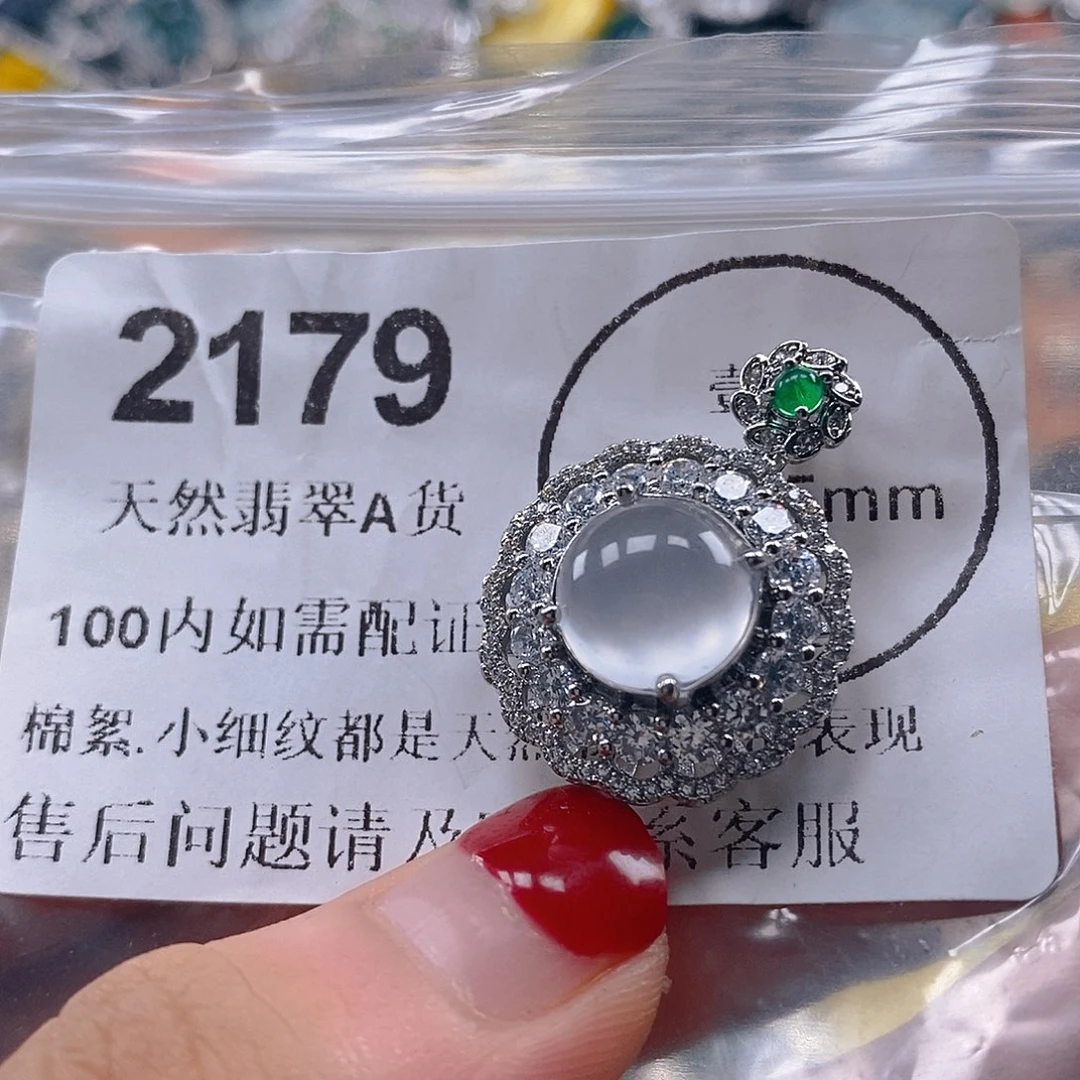 2179
天然翡翠A货
mm
100内如需配证
棉絮.小细纹都是天 表现
售后问题请及 系客服